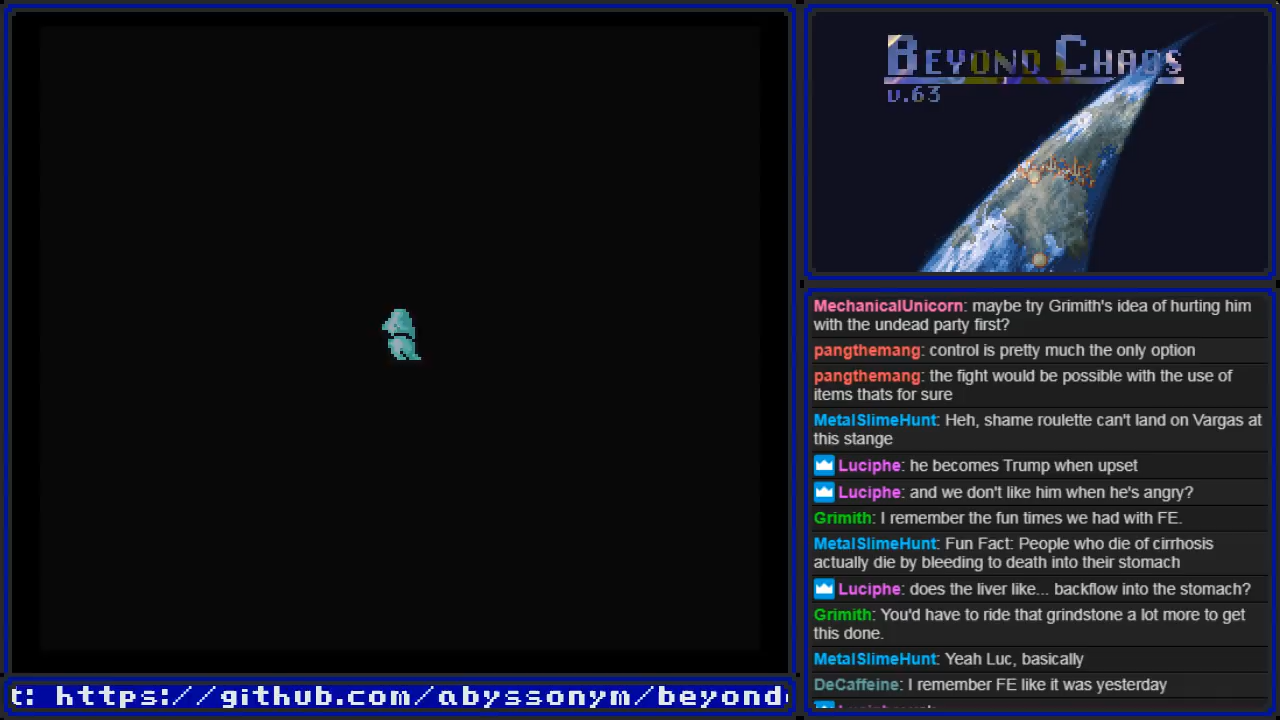 BEYOND CHAOS
v.63
MechanicalUnicorn: maybe try Grimith's idea of hurting him
with the undead party first?
pangthemang: control is pretty much the only option
pangthemang: the fight would be possible with the use of
items thats for sure
MetalSlimeHunt: Heh, shame roulette can't land on Vargas at
this stange
Luciphe: he becomes Trump when upset
Luciphe: and we don't like him when he's angry?
Grimith: I remember the fun times we had with FE.
MetalSlimeHunt: Fun Fact: People who die of cirrhosis
actually die by bleeding to death into their stomach
Luciphe: does the liver like... backflow into the stomach?
Grimith: You'd have to ride that grindstone a lot more to get
this done.
MetalSlimeHunt: Yeah Luc, basically
DeCaffeine: I remember FE like it was yesterday
t: https://github.com/abyssonym/beyond